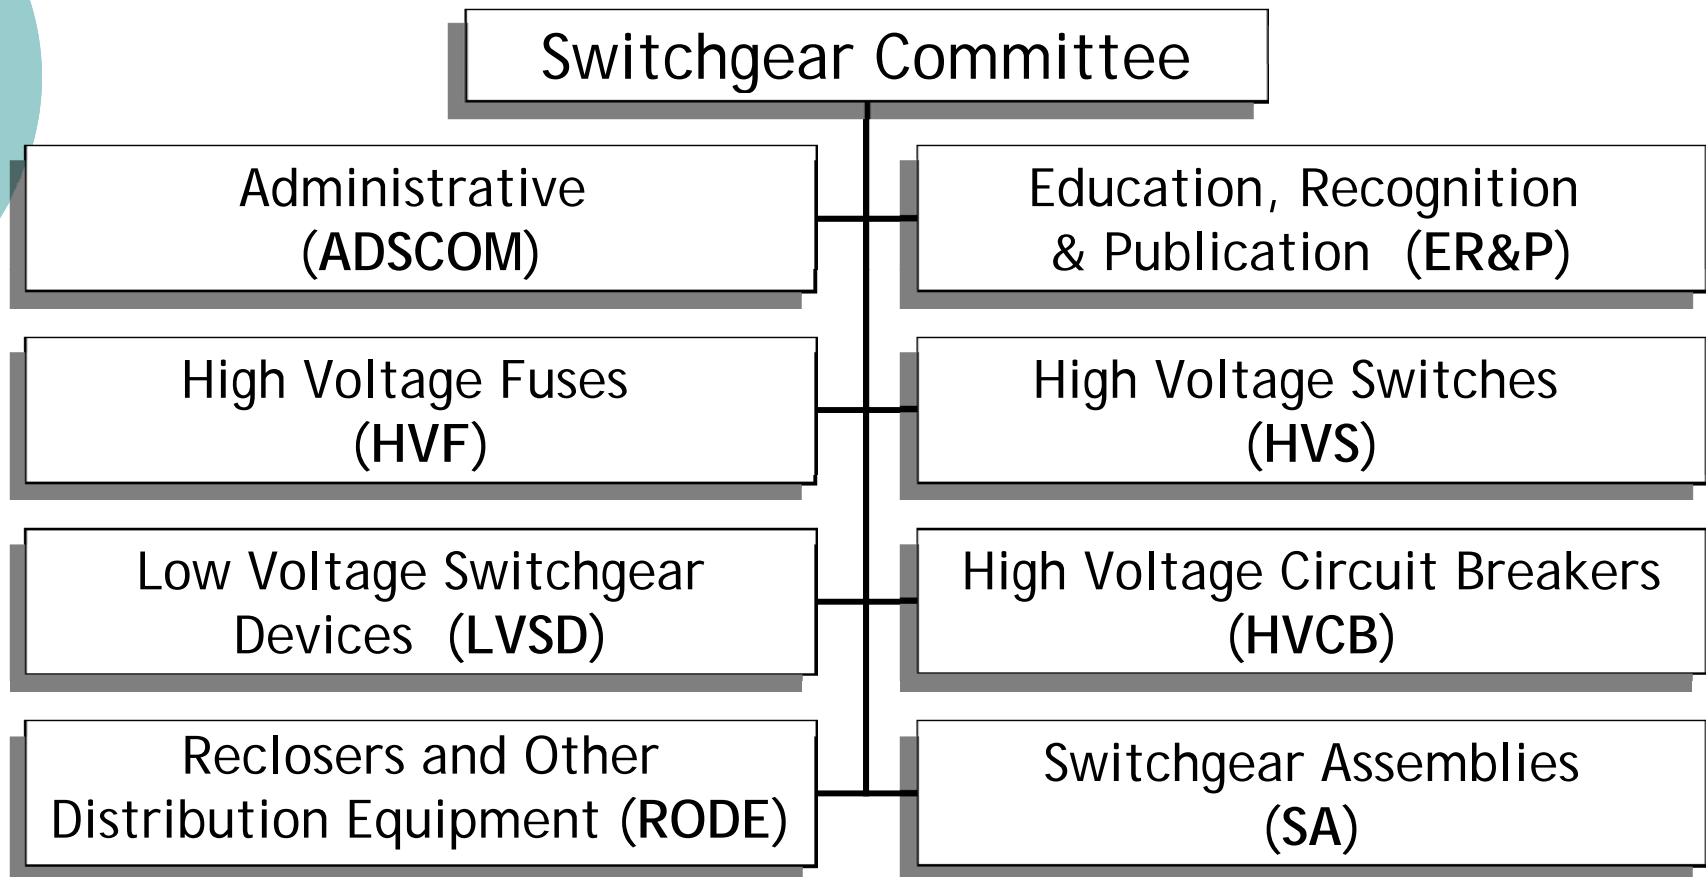 Switchgear Committee
Administrative
(ADSCOM)
Education, Recognition
& Publication (ER&P)
High Voltage Fuses
(HVF)
High Voltage Switches
(HVS)
Low Voltage Switchgear
Devices (LVSD)
High Voltage Circuit Breakers
(HVCB)
Reclosers and Other
Distribution Equipment (RODE)
Switchgear Assemblies
(SA)